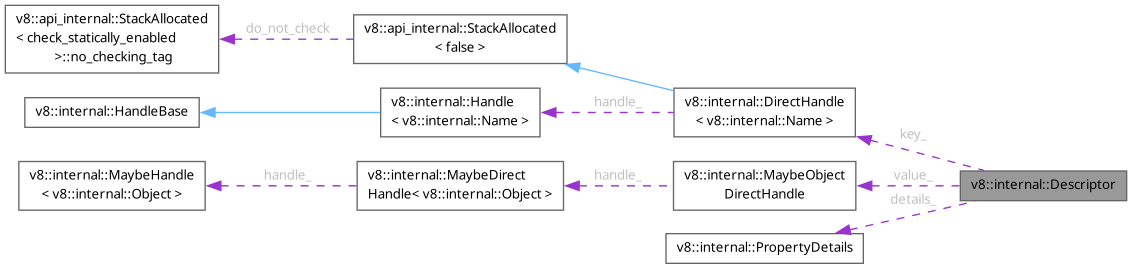 v8::api_internal::StackAllocated
< check_statically_enabled
>::no_checking_tag
do_not_check
v8::api_internal::StackAllocated
< false >
v8::internal::HandleBase
v8::internal::Handle
< v8::internal::Name >
handle_
v8::internal::DirectHandle
< v8::internal::Name >
key_
v8::internal::MaybeHandle
< v8::internal::Object >
handle_
v8::internal::MaybeDirect
Handle< v8::internal::Object >
handle_
v8::internal::MaybeObject
DirectHandle
value_
v8::internal::Descriptor
details_
v8::internal::PropertyDetails